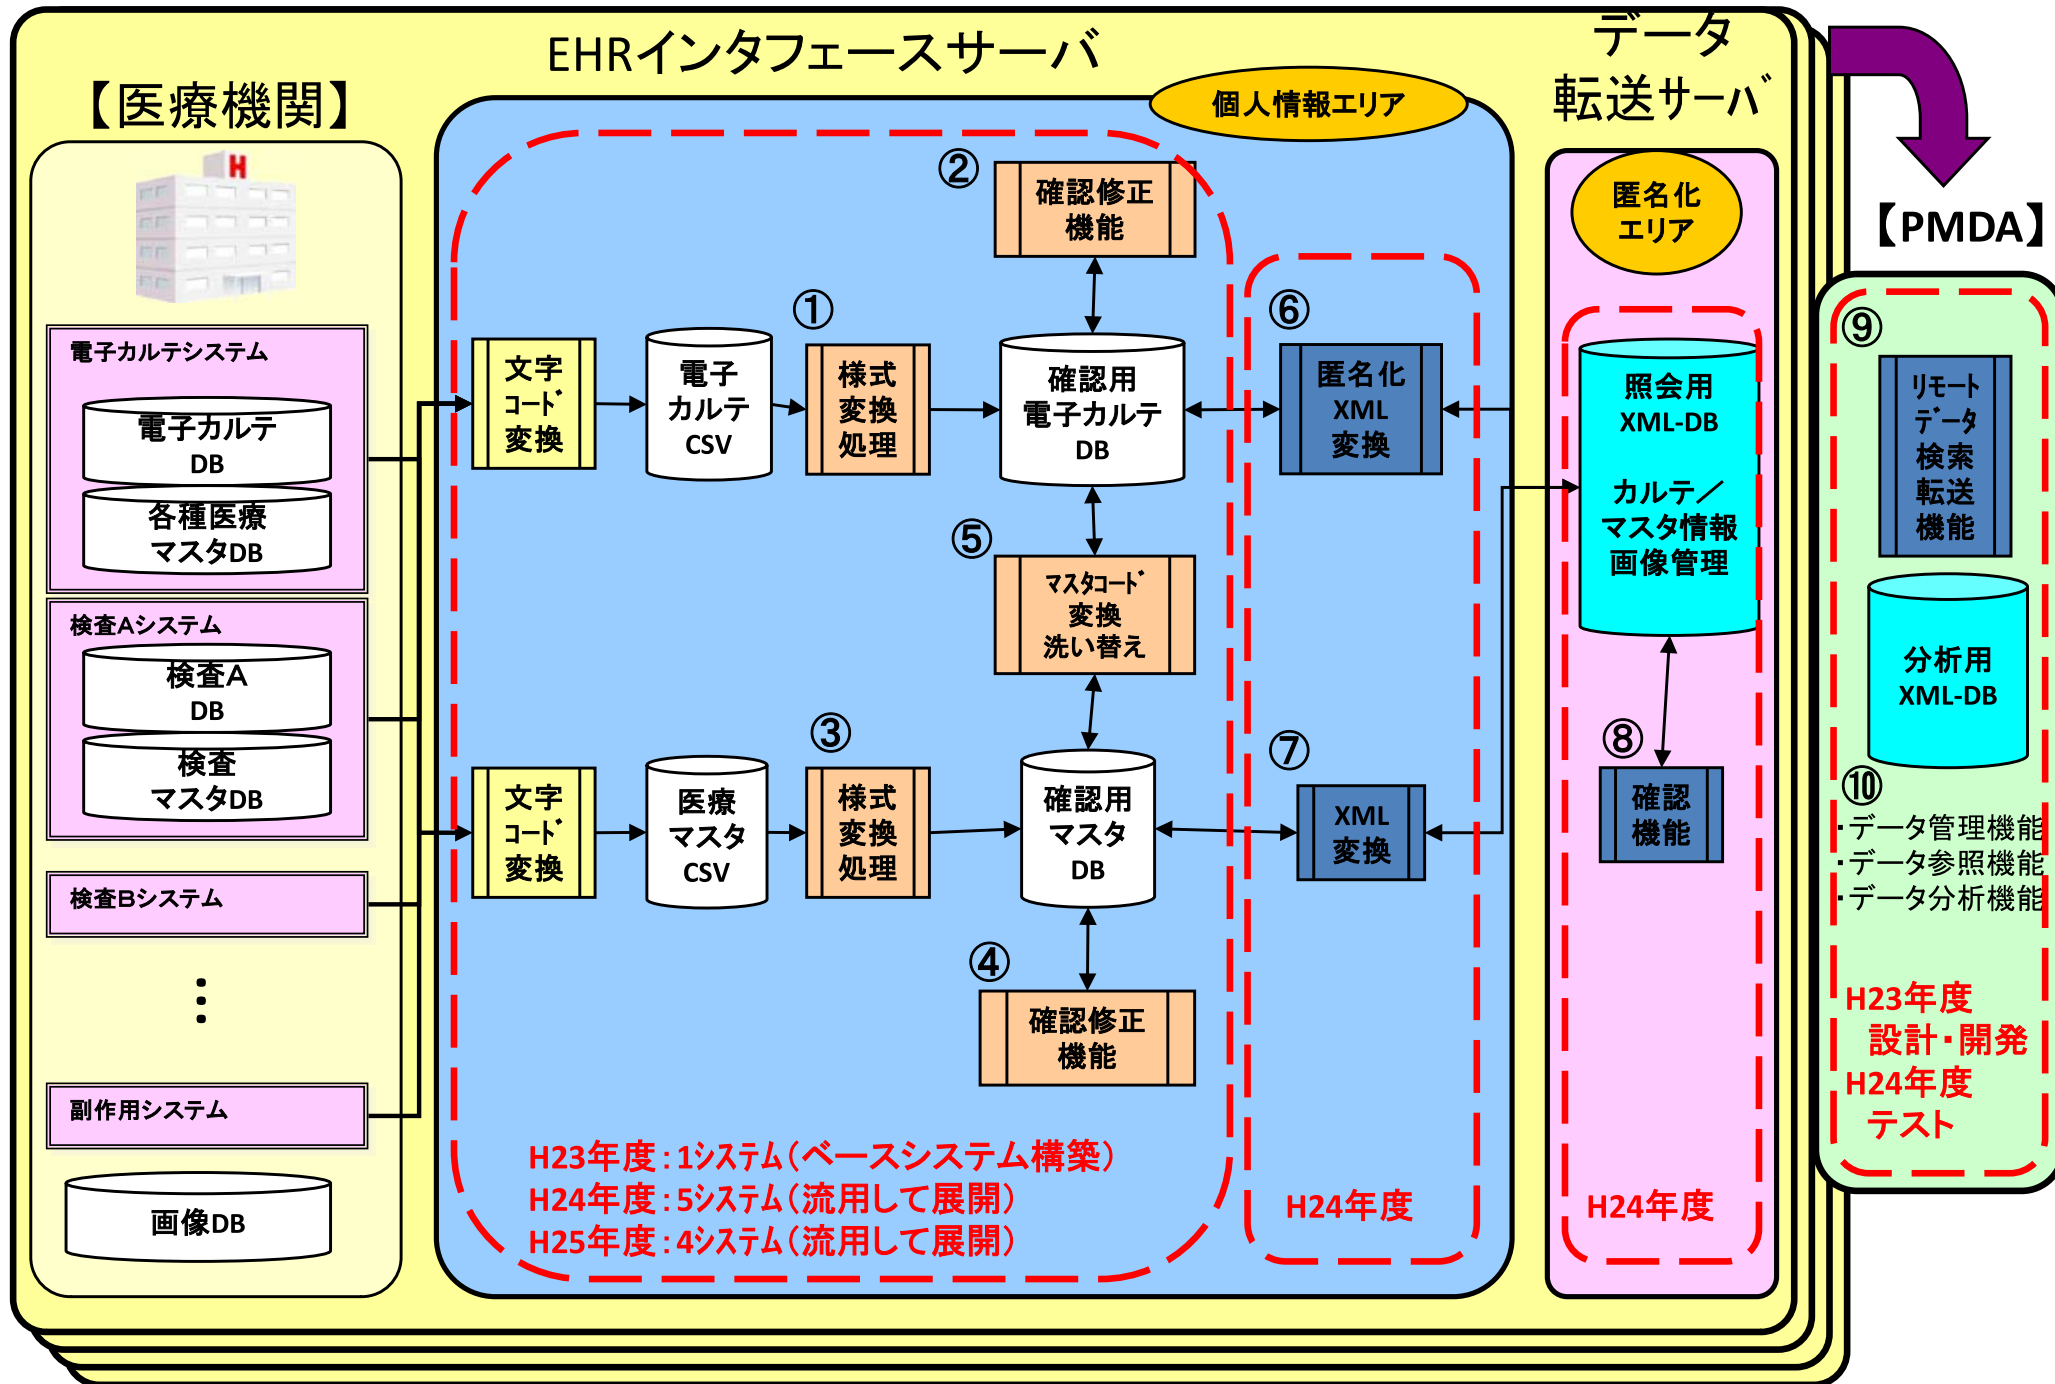 EHRインタフェースサーバ
データ
転送サーバ
【医療機関】
個人情報エリア
匿名化
エリア
【PMDA】
H
電子カルテシステム
電子カルテ
DB
各種医療
マスタDB
検査Aシステム
検査A
DB
検査
マスタDB
検査Bシステム
・・・
副作用システム
画像DB
文字
コード
変換
電子
カルテ
CSV
①
様式
変換
処理
②
確認修正
機能
確認用
電子カルテ
DB
⑤
マスタコード
変換
洗い替え
文字
コード
変換
医療
マスタ
CSV
③
様式
変換
処理
確認用
マスタ
DB
④
確認修正
機能
H23年度：1システム（ベースシステム構築）
H24年度：5システム（流用して展開）
H25年度：4システム（流用して展開）
⑥
匿名化
XML
変換
⑦
XML
変換
H24年度
照会用
XML-DB
カルテ／
マスタ情報
画像管理
⑧
確認
機能
H24年度
⑨
リモート
データ
検索
転送
機能
分析用
XML-DB
⑩
・データ管理機能
・データ参照機能
・データ分析機能
H23年度
設計・開発
H24年度
テスト